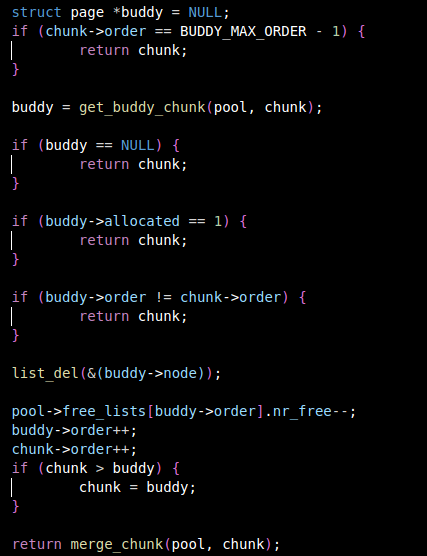 struct page *buddy = NULL;
if (chunk->order == BUDDY_MAX_ORDER - 1) {
        return chunk;
}

buddy = get_buddy_chunk(pool, chunk);

if (buddy == NULL) {
        return chunk;
}

if (buddy->allocated == 1) {
        return chunk;
}

if (buddy->order != chunk->order) {
        return chunk;
}

list_del(&(buddy->node));

pool->free_lists[buddy->order].nr_free--;
buddy->order++;
chunk->order++;
if (chunk > buddy) {
        chunk = buddy;
}

return merge_chunk(pool, chunk);